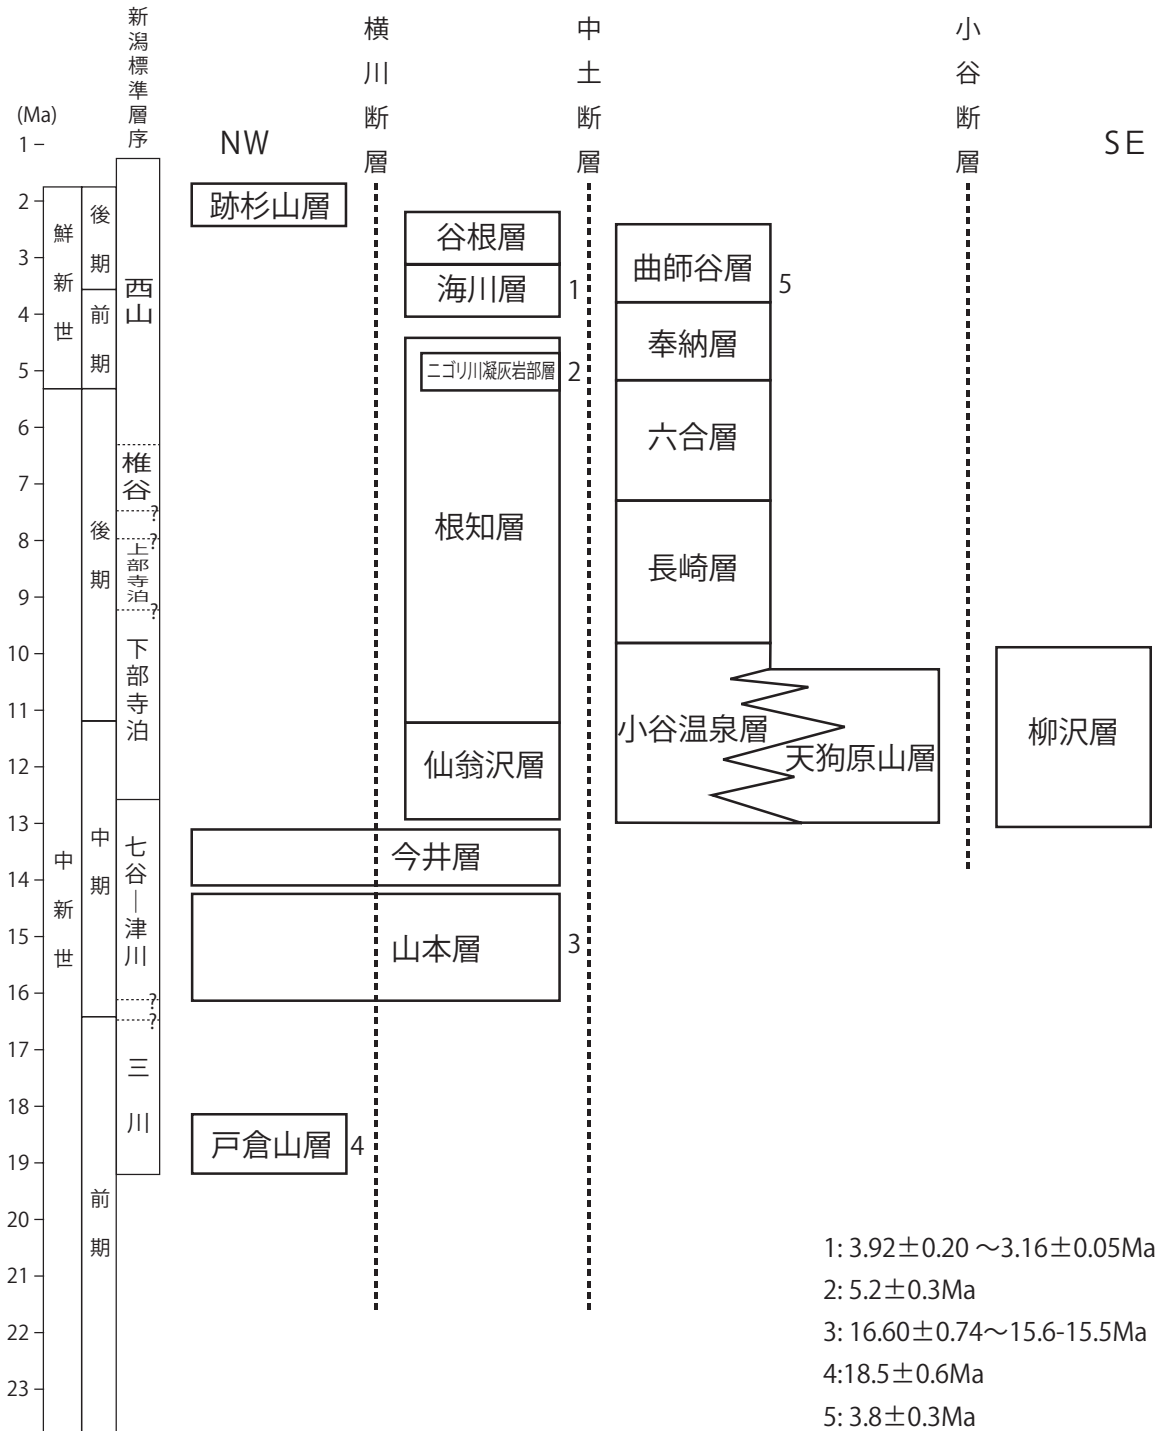 新潟標準層序
横川断層
中土断層
小谷断層
(Ma)
NW
SE
1
2
3
4
5
6
7
8
9
10
11
12
13
14
15
16
17
18
19
20
21
22
23
鮮新世
後期
前期
中新世
後期
中期
前期
西山
椎谷
?
?
上部寺泊
?
下部寺泊
七谷―津川
?
?
三川
跡杉山層
谷根層
海川層
1
ニゴリ川凝灰岩部層
2
根知層
仙翁沢層
今井層
山本層
3
戸倉山層
4
曲師谷層
5
奉納層
六合層
長崎層
小谷温泉層
天狗原山層
柳沢層
1: 3.92±0.20 ～3.16±0.05Ma
2: 5.2±0.3Ma
3: 16.60±0.74～15.6-15.5Ma
4:18.5±0.6Ma
5: 3.8±0.3Ma